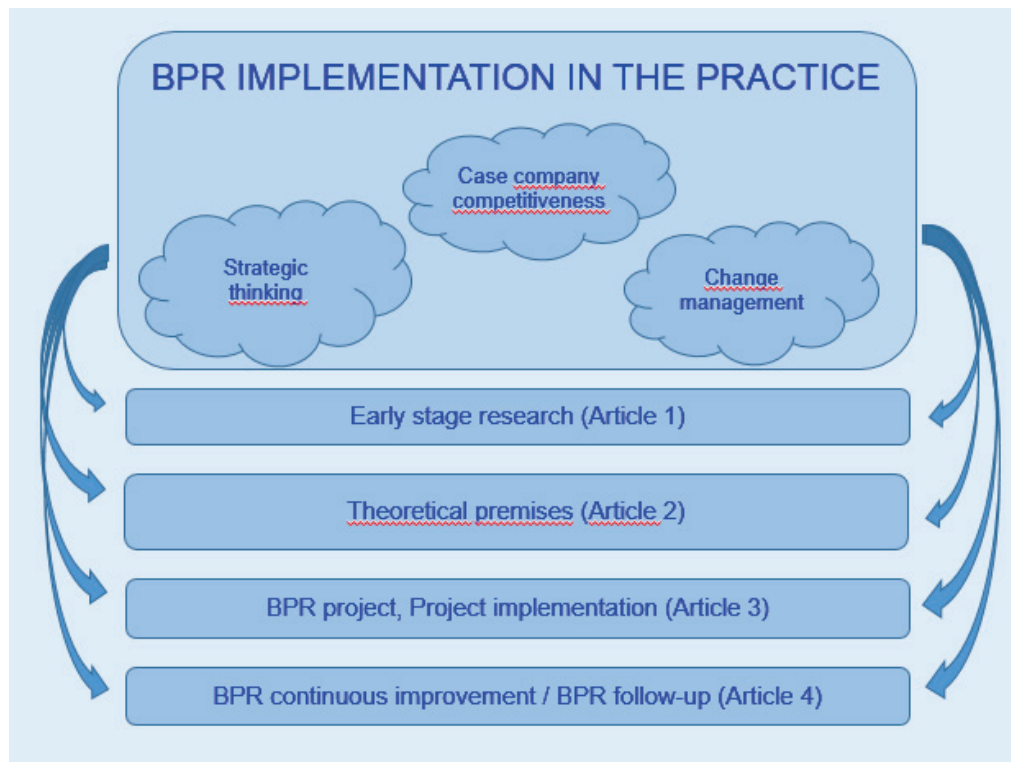 BPR IMPLEMENTATION IN THE PRACTICE
Case company
competitiveness
Strategic
thinking
Change
management
Early stage research (Article 1)
Theoretical premises (Article 2)
BPR project, Project implementation (Article 3)
BPR continuous improvement / BPR follow-up (Article 4)